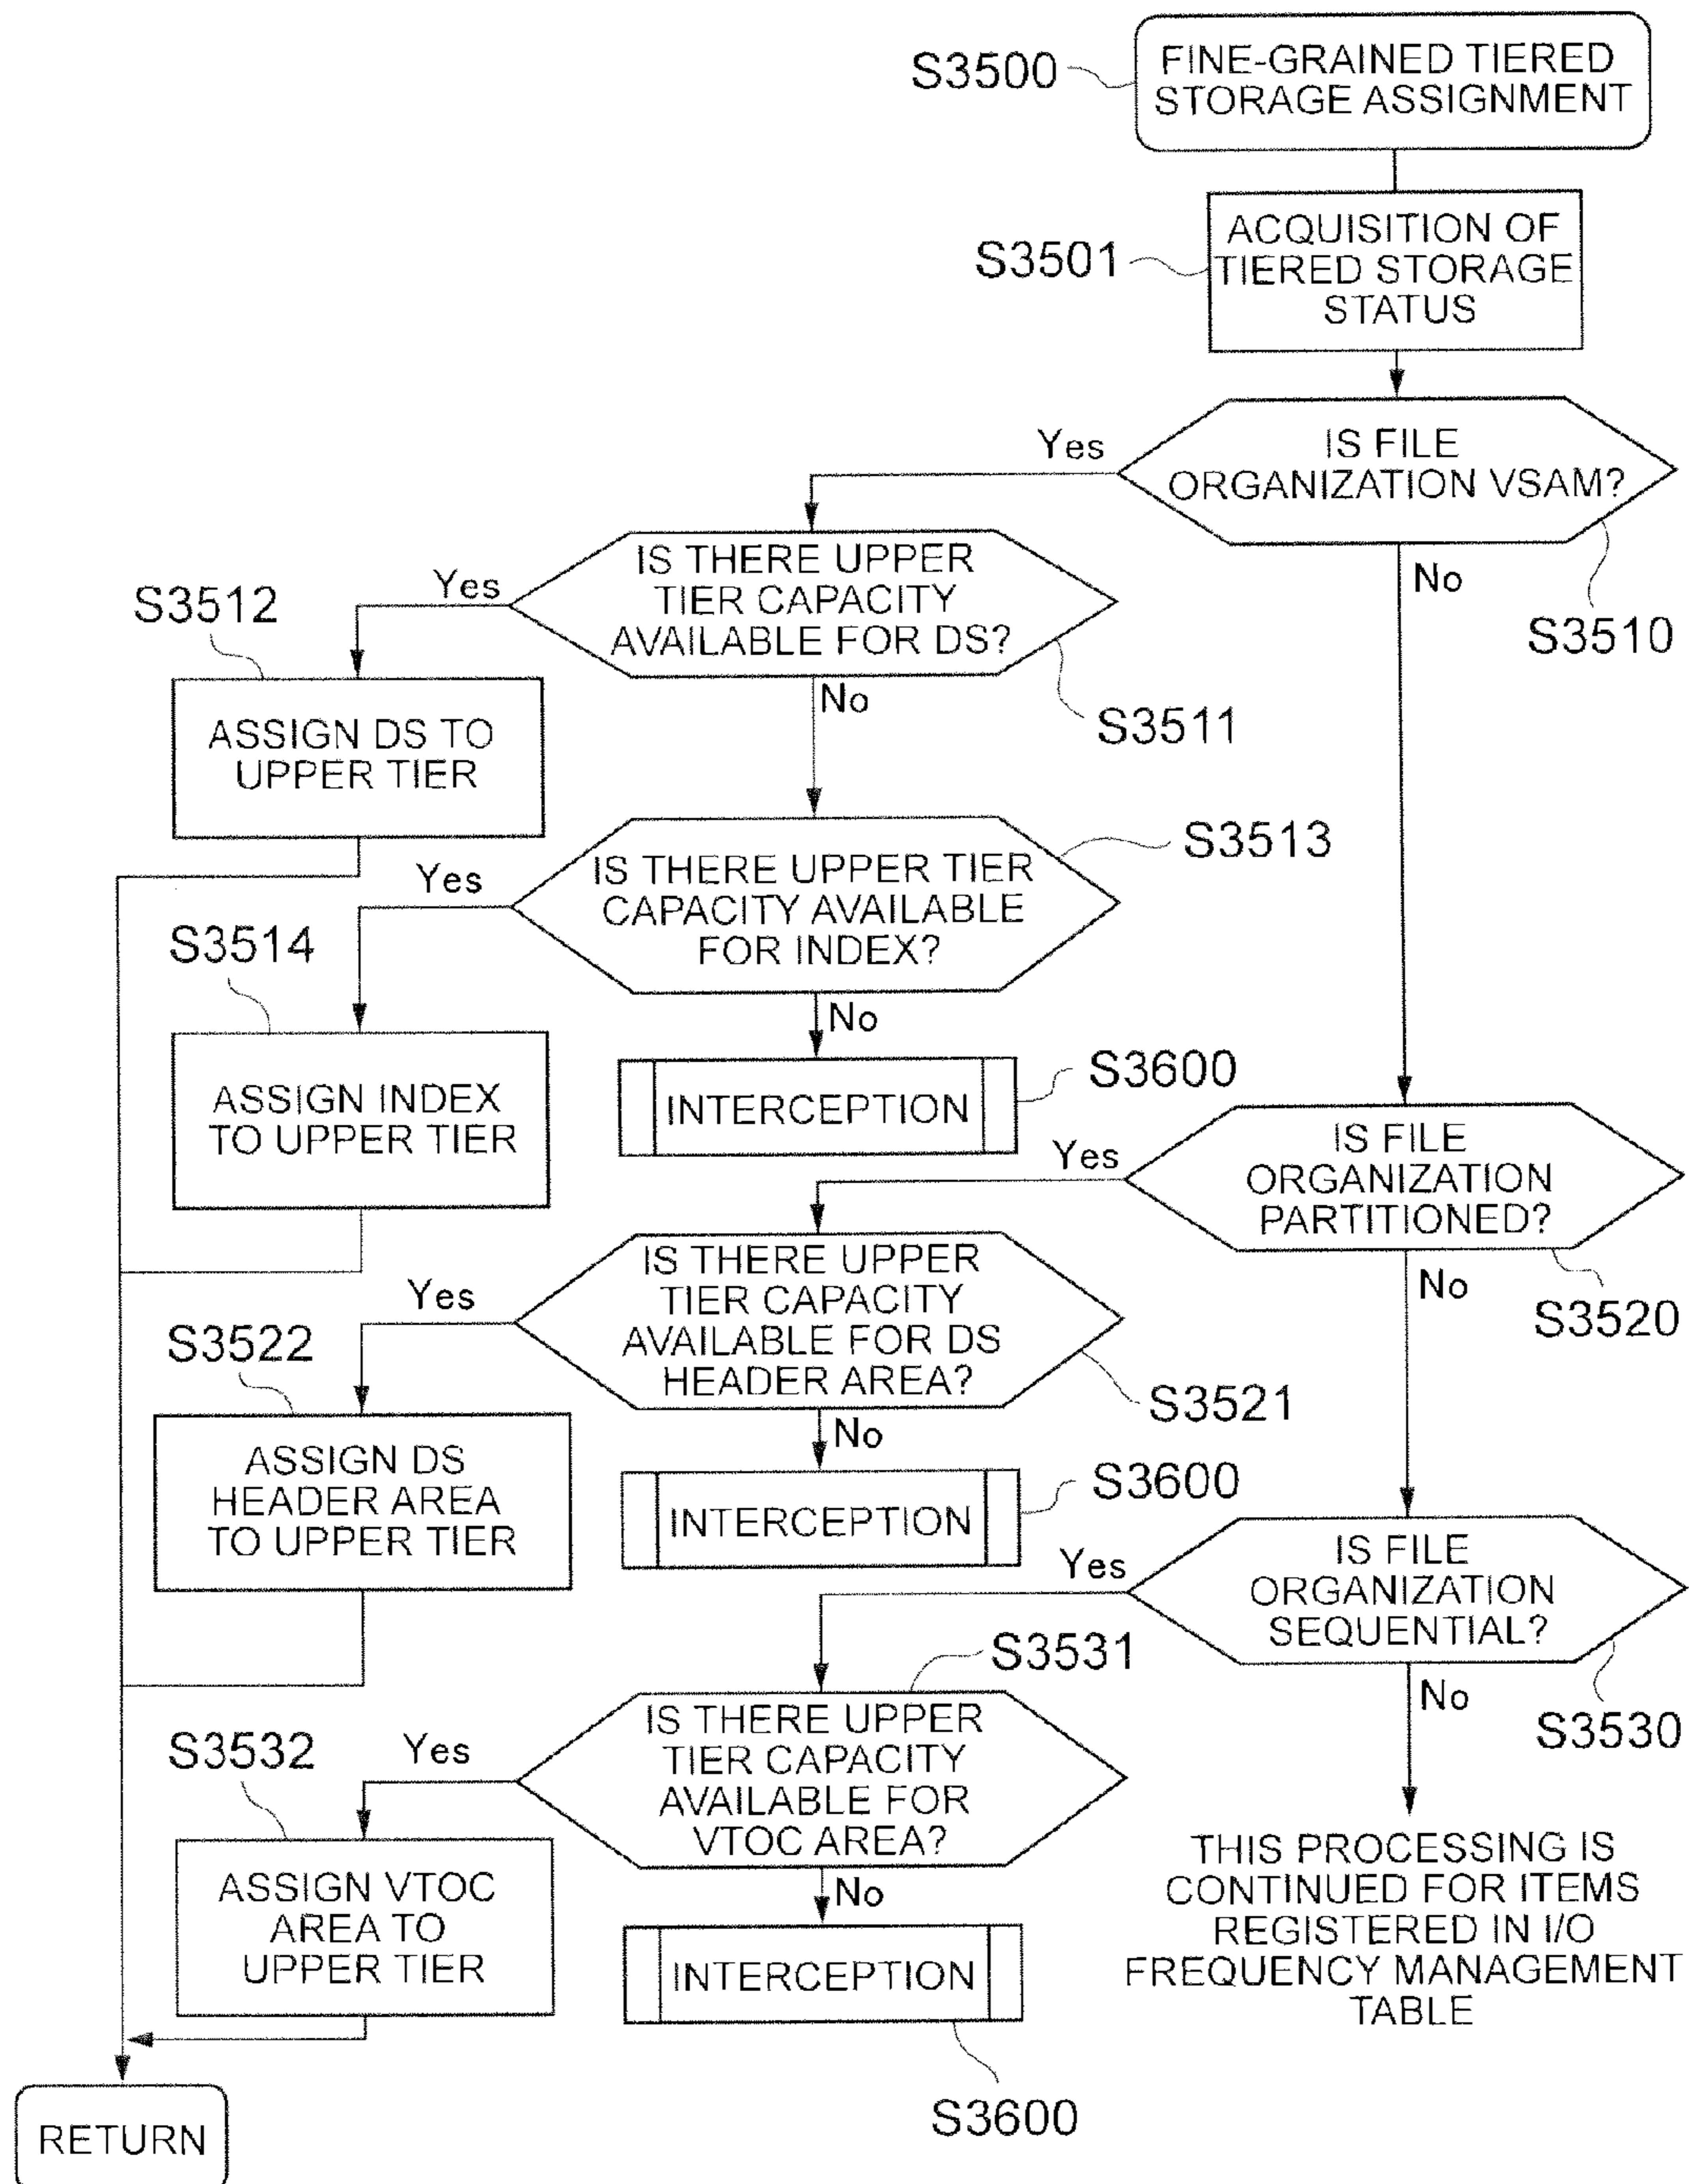 S3500
FINE-GRAINED TIERED
STORAGE ASSIGNMENT
S3501
ACQUISITION OF
TIERED STORAGE
STATUS
Yes
IS FILE
ORGANIZATION VSAM?
No
S3510
S3512
Yes
IS THERE UPPER
TIER CAPACITY
AVAILABLE FOR DS?
No
S3511
ASSIGN DS TO
UPPER TIER
S3513
Yes
IS THERE UPPER TIER
CAPACITY AVAILABLE
FOR INDEX?
No
S3514
ASSIGN INDEX
TO UPPER TIER
INTERCEPTION
S3600
Yes
IS FILE
ORGANIZATION
PARTITIONED?
No
S3520
Yes
IS THERE UPPER
TIER CAPACITY
AVAILABLE FOR DS
HEADER AREA?
No
S3521
S3522
ASSIGN DS
HEADER AREA
TO UPPER TIER
INTERCEPTION
S3600
Yes
IS FILE
ORGANIZATION
SEQUENTIAL?
No
S3530
S3531
S3532
Yes
IS THERE UPPER
TIER CAPACITY
AVAILABLE FOR
VTOC AREA?
No
ASSIGN VTOC
AREA TO
UPPER TIER
INTERCEPTION
S3600
THIS PROCESSING IS
CONTINUED FOR ITEMS
REGISTERED IN I/O
FREQUENCY MANAGEMENT
TABLE
RETURN